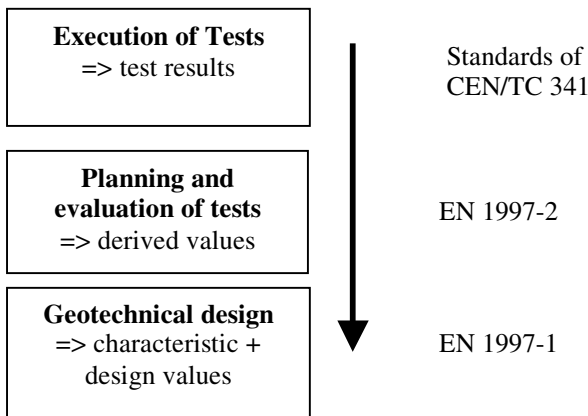 Execution of Tests
=> test results
Standards of
CEN/TC 341
Planning and
evaluation of tests
=> derived values
EN 1997-2
Geotechnical design
=> characteristic +
design values
EN 1997-1